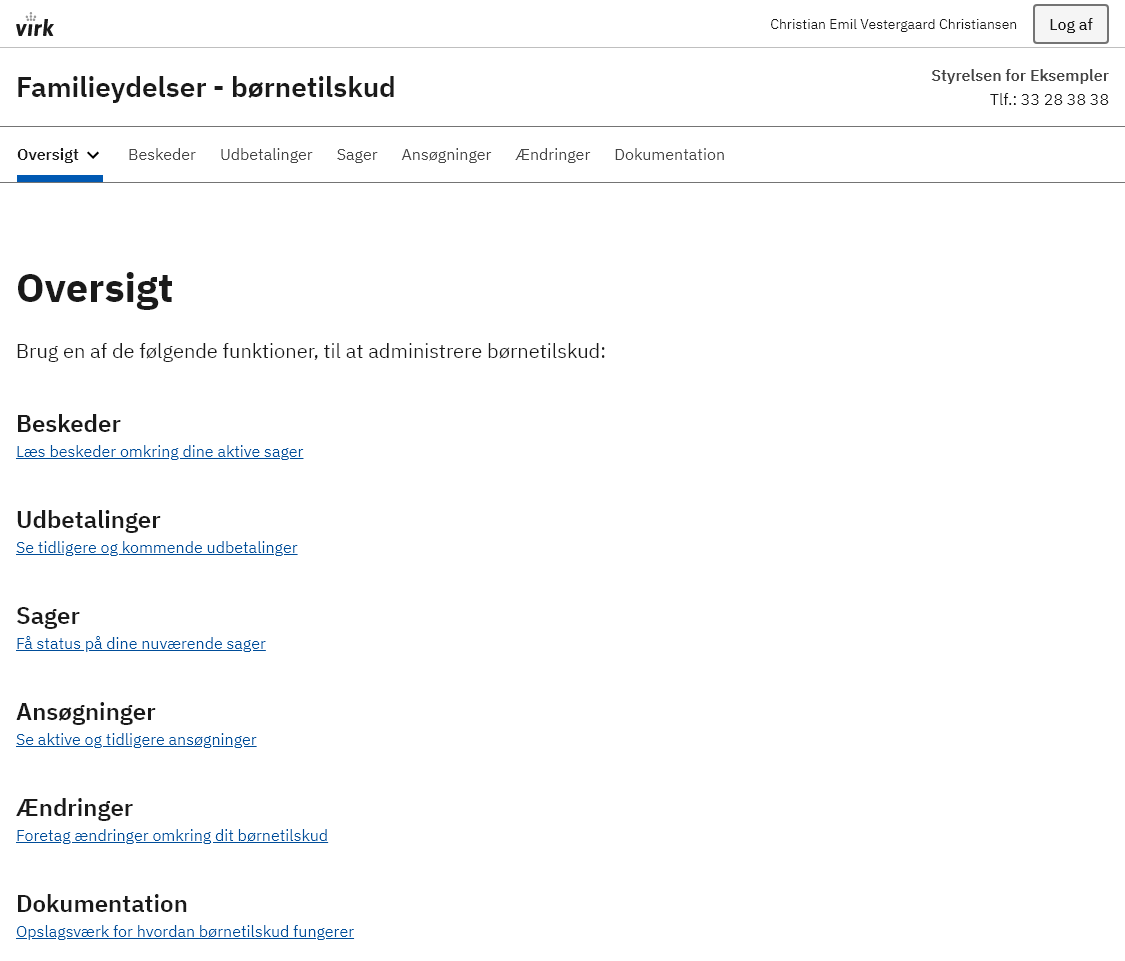 virk
Christian Emil Vestergaard Christiansen
Log af
Familieydelser - børnetilskud
Styrelsen for Eksempler
Tlf.: 33 28 38 38
Oversigt
Beskeder
Udbetalinger
Sager
Ansøgninger
Ændringer
Dokumentation
Oversigt
Brug en af de følgende funktioner, til at administrere børnetilskud:
Beskeder
Læs beskeder omkring dine aktive sager
Udbetalinger
Se tidligere og kommende udbetalinger
Sager
Få status på dine nuværende sager
Ansøgninger
Se aktive og tidligere ansøgninger
Ændringer
Foretag ændringer omkring dit børnetilskud
Dokumentation
Opslagsværk for hvordan børnetilskud fungerer